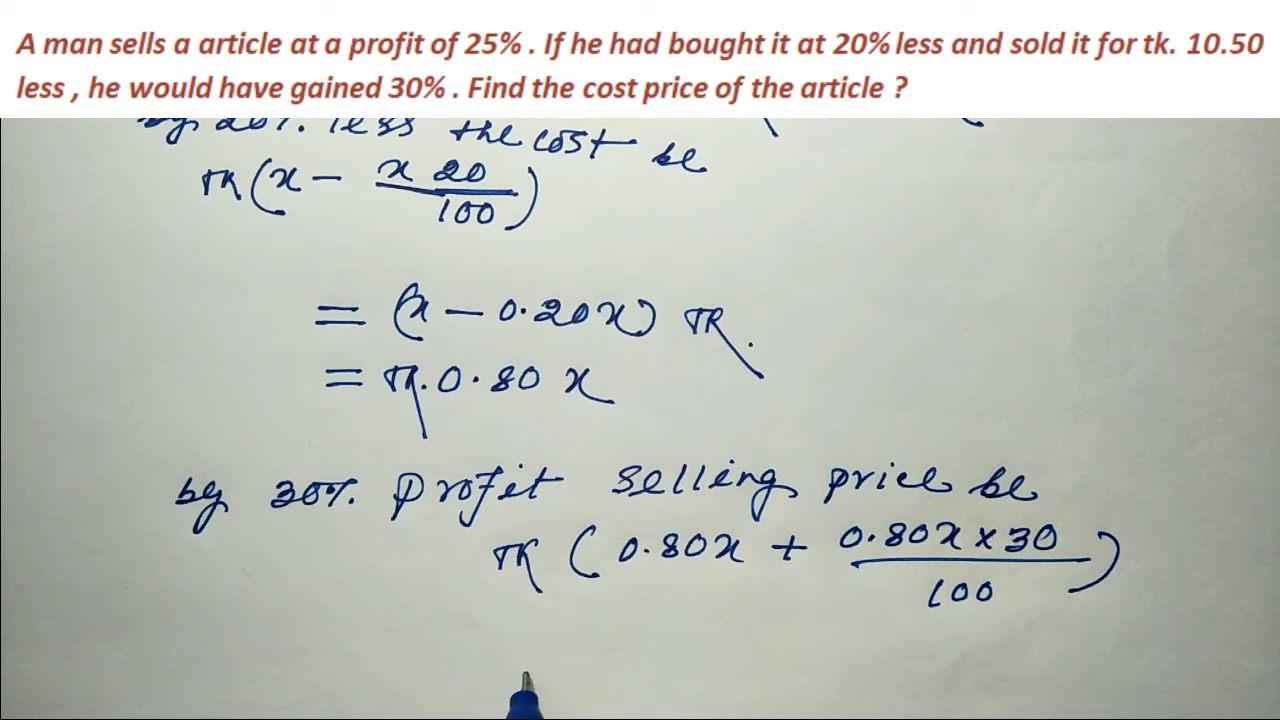 A man sells a article at a profit of 25% . If he had bought it at 20% less and sold it for tk. 10.50
less , he would have gained 30% . Find the cost price of the article ?
by 20%. less the cost be
TK (x - x 20 / 100)
= (x - 0.20x) TK.
= TK. 0.80 x
by 30%. Profit selling price be
TK ( 0.80x + 0.80x x 30 / 100 )